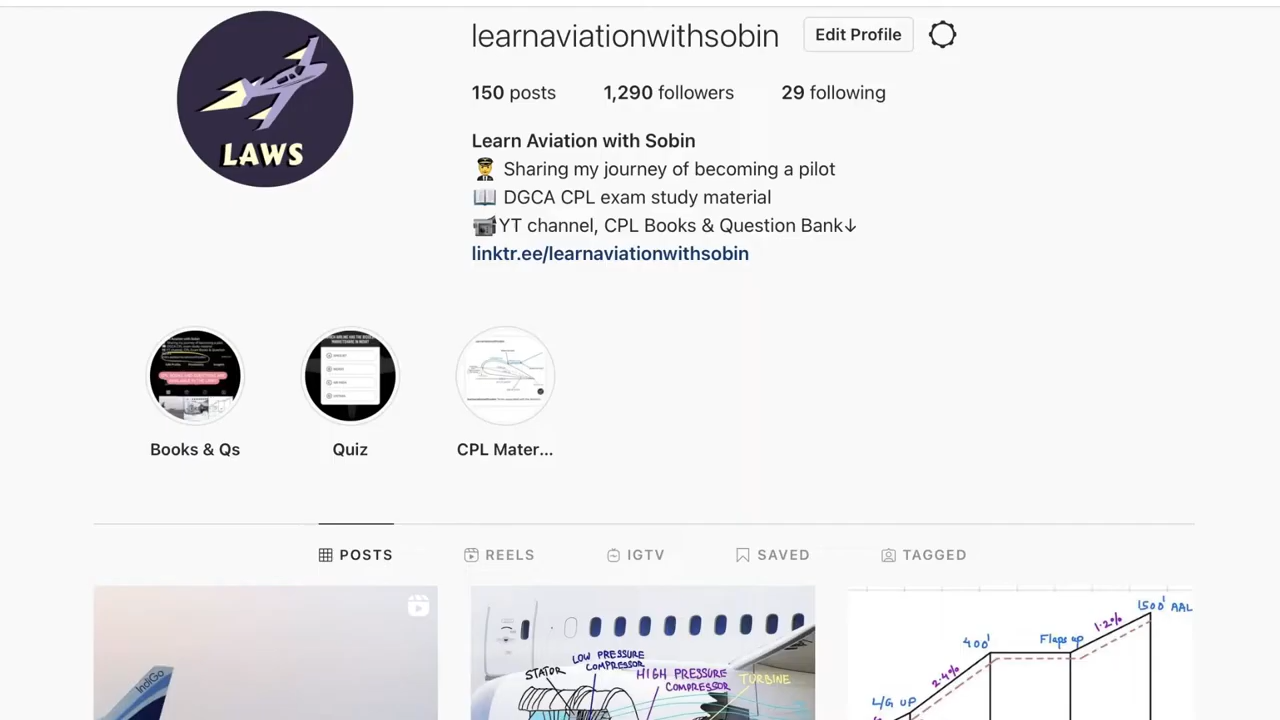 learnaviationwithsobin
Edit Profile
150 posts 1,290 followers 29 following
Learn Aviation with Sobin
Sharing my journey of becoming a pilot
DGCA CPL exam study material
YT channel, CPL Books & Question Bank↓
linktr.ee/learnaviationwithsobin
LAWS
Books & Qs
Quiz
CPL Mater...
POSTS
REELS
IGTV
SAVED
TAGGED
IndiGo
STATOR
LOW PRESSURE
COMPRESSOR
HIGH PRESSURE
COMPRESSOR
TURBINE
L/G UP
2.4%
400'
Flaps up
1.2%
1500' AAL